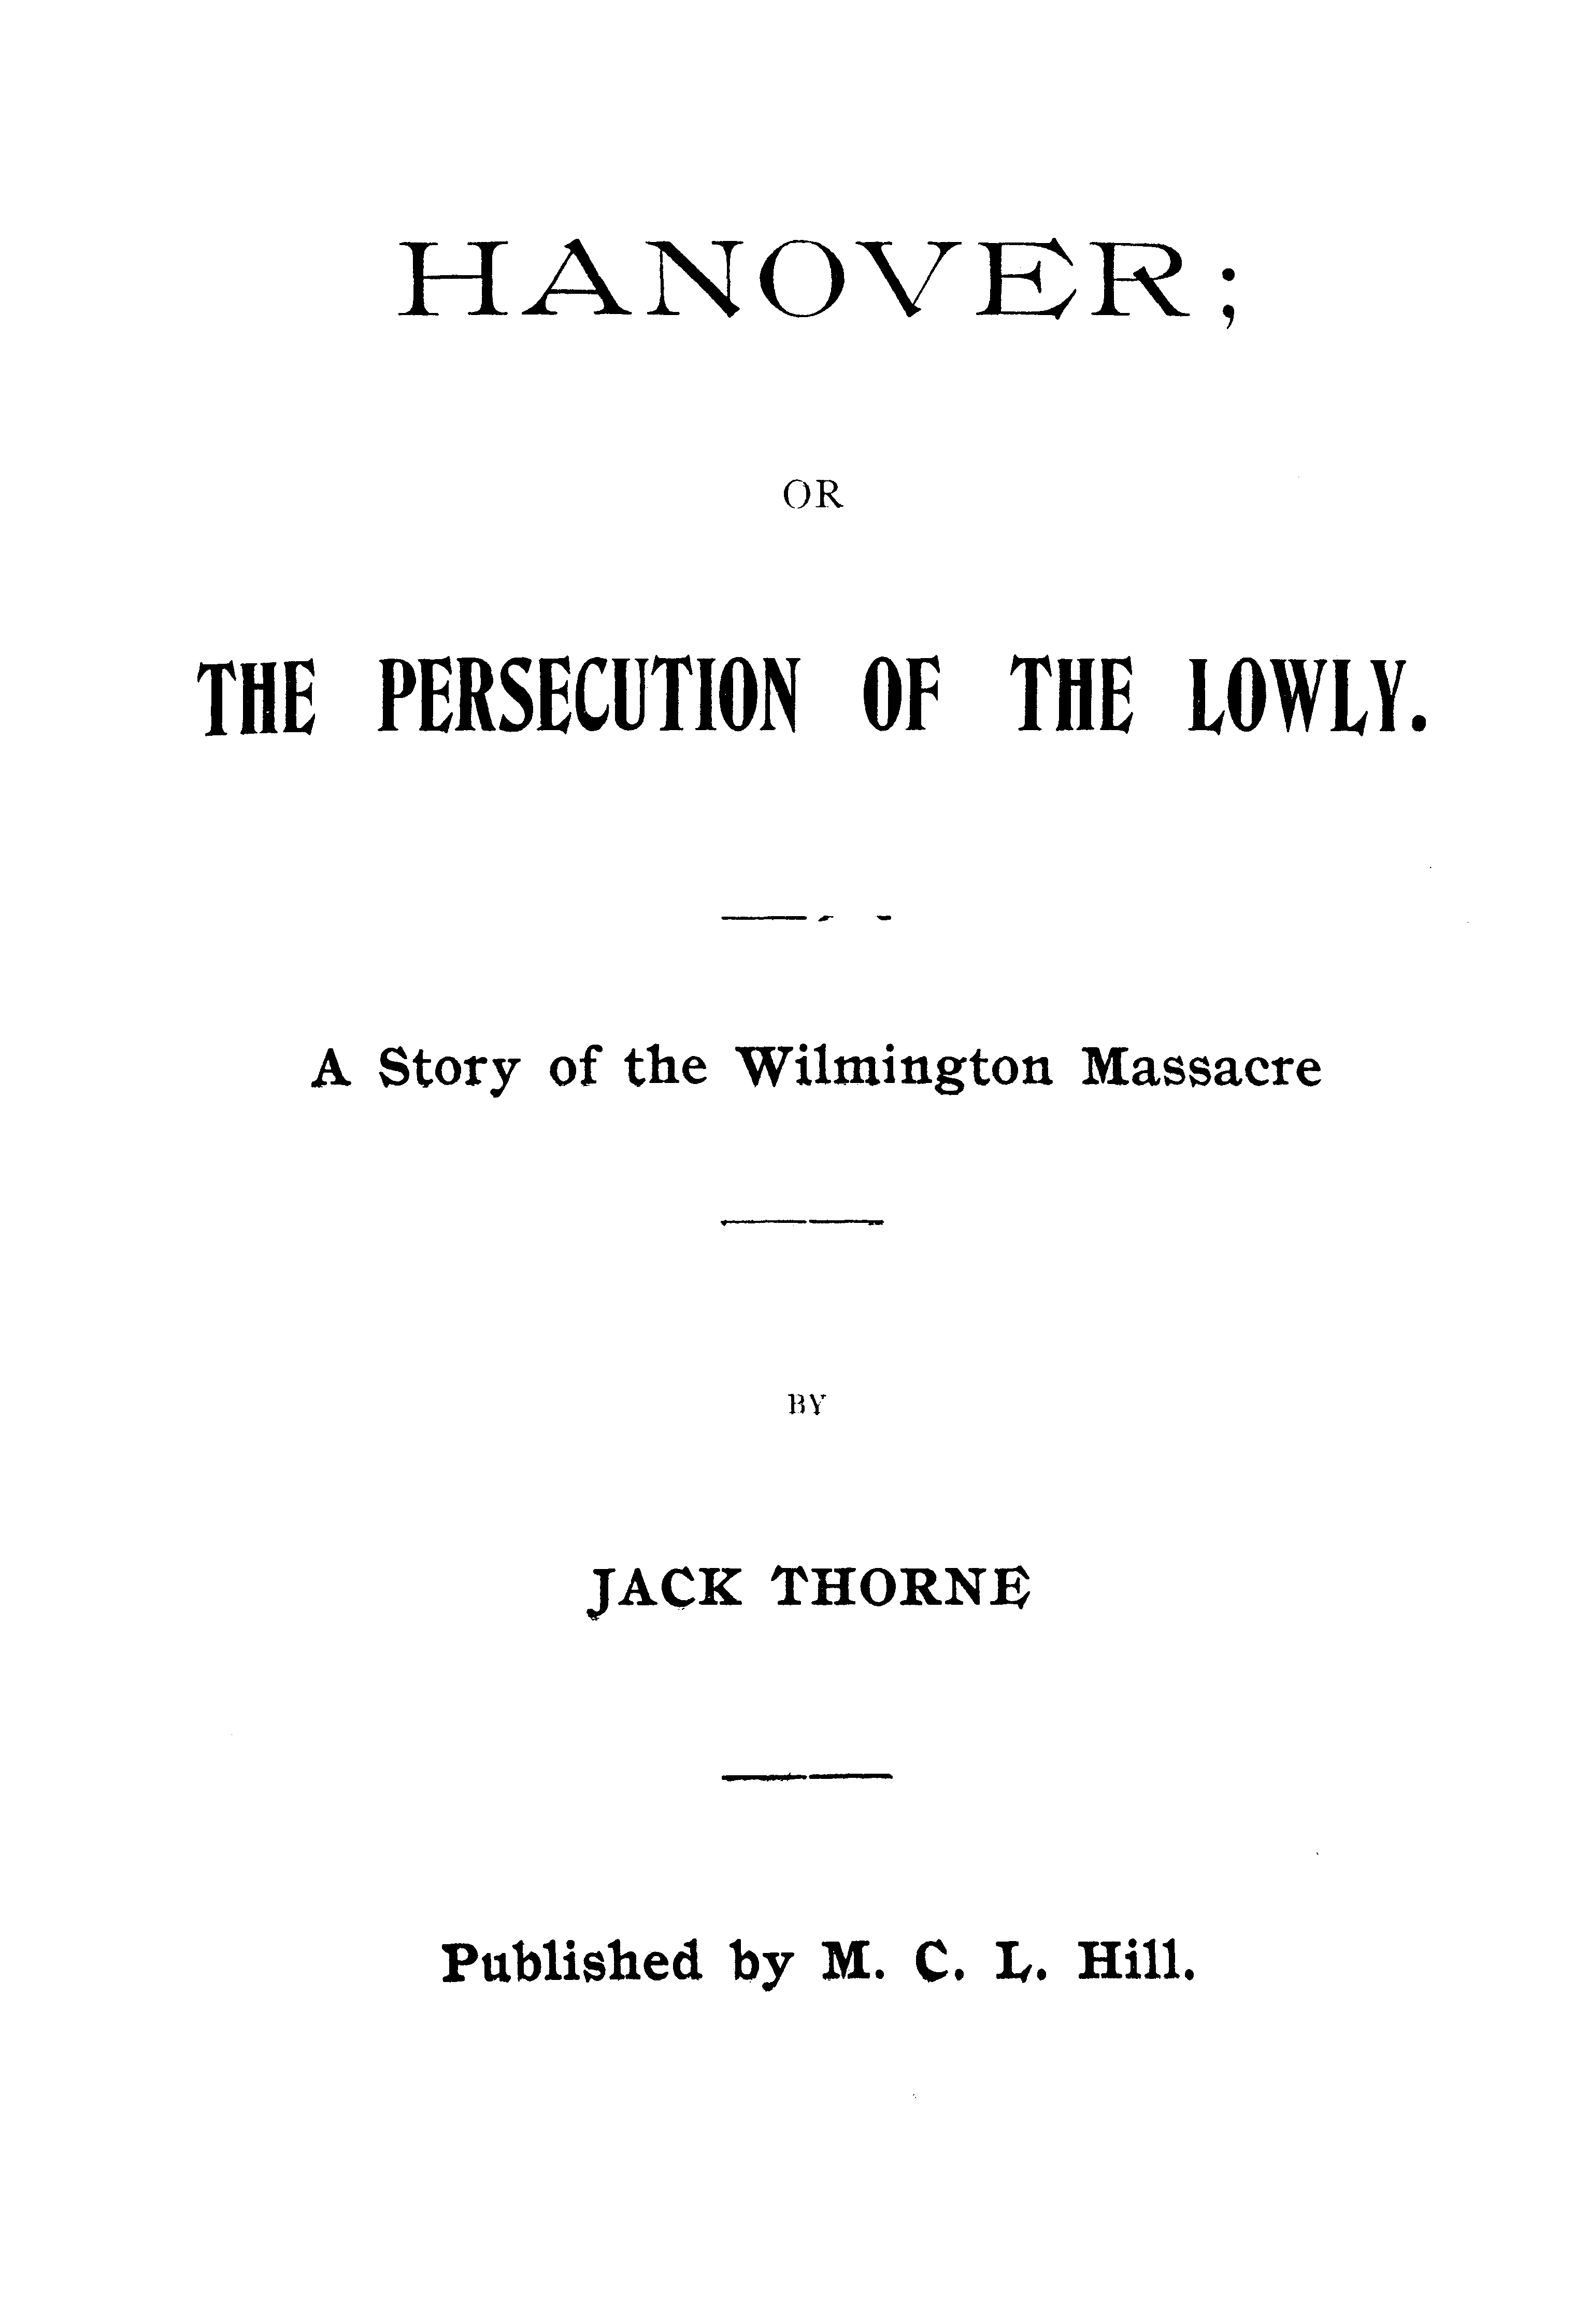 HANOVER;
OR
THE PERSECUTION OF THE LOWLY.
A Story of the Wilmington Massacre
BY
JACK THORNE
Published by M. C. L. Hill.